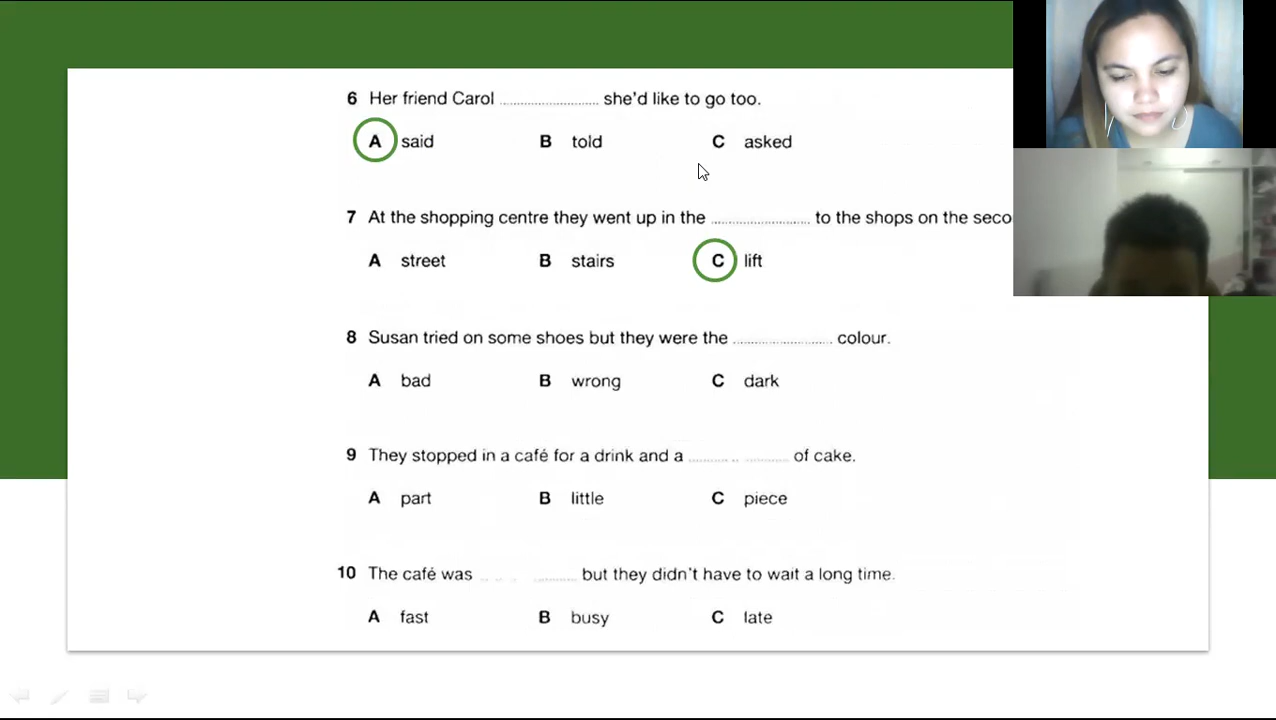 6 Her friend Carol .......................... she'd like to go too.
A said B told C asked
7 At the shopping centre they went up in the .......................... to the shops on the seco
A street B stairs C lift
8 Susan tried on some shoes but they were the .......................... colour.
A bad B wrong C dark
9 They stopped in a café for a drink and a .......................... of cake.
A part B little C piece
10 The café was .......................... but they didn't have to wait a long time.
A fast B busy C late